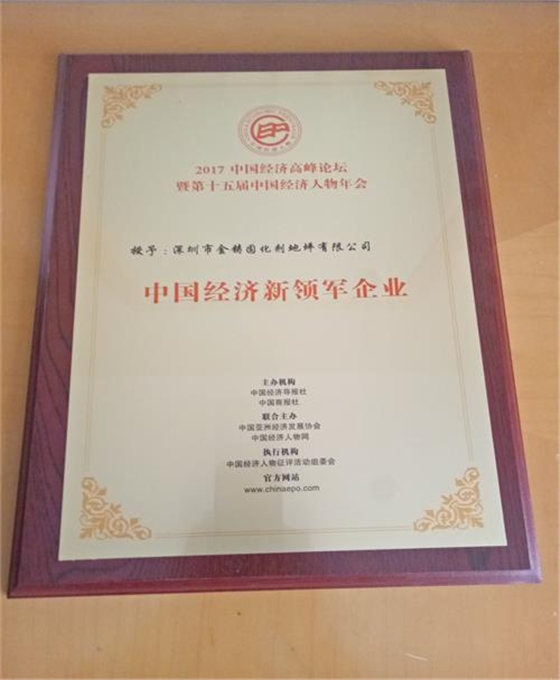 2017 中国经济高峰论坛
暨第十五届中国经济人物年会
授予：深圳市金铸固化剂地坪有限公司
中国经济新领军企业
主办机构
中国经济导报社
中国商报社
联合主办
中国亚洲经济发展协会
中国经济人物网
执行机构
中国经济人物征评活动组委会
官方网站
www.chinaepo.com